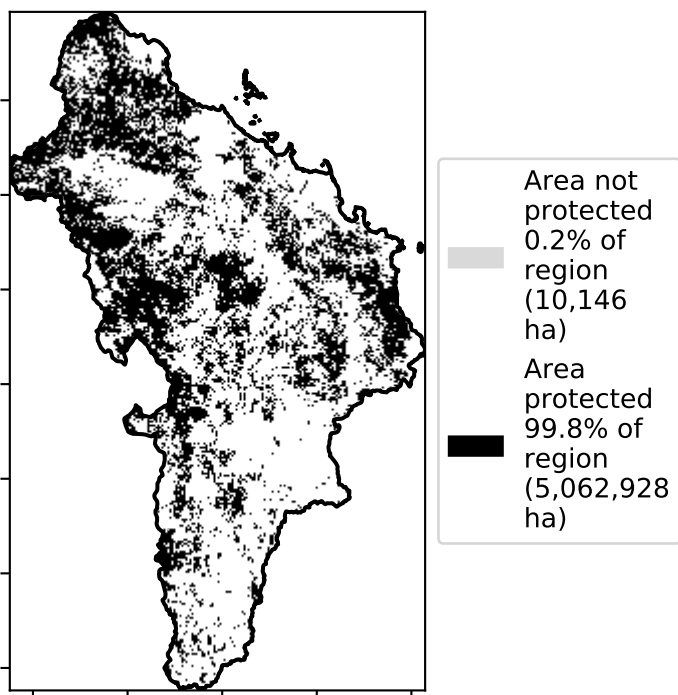 Area not
protected
0.2% of
region
(10,146
ha)
Area
protected
99.8% of
region
(5,062,928
ha)